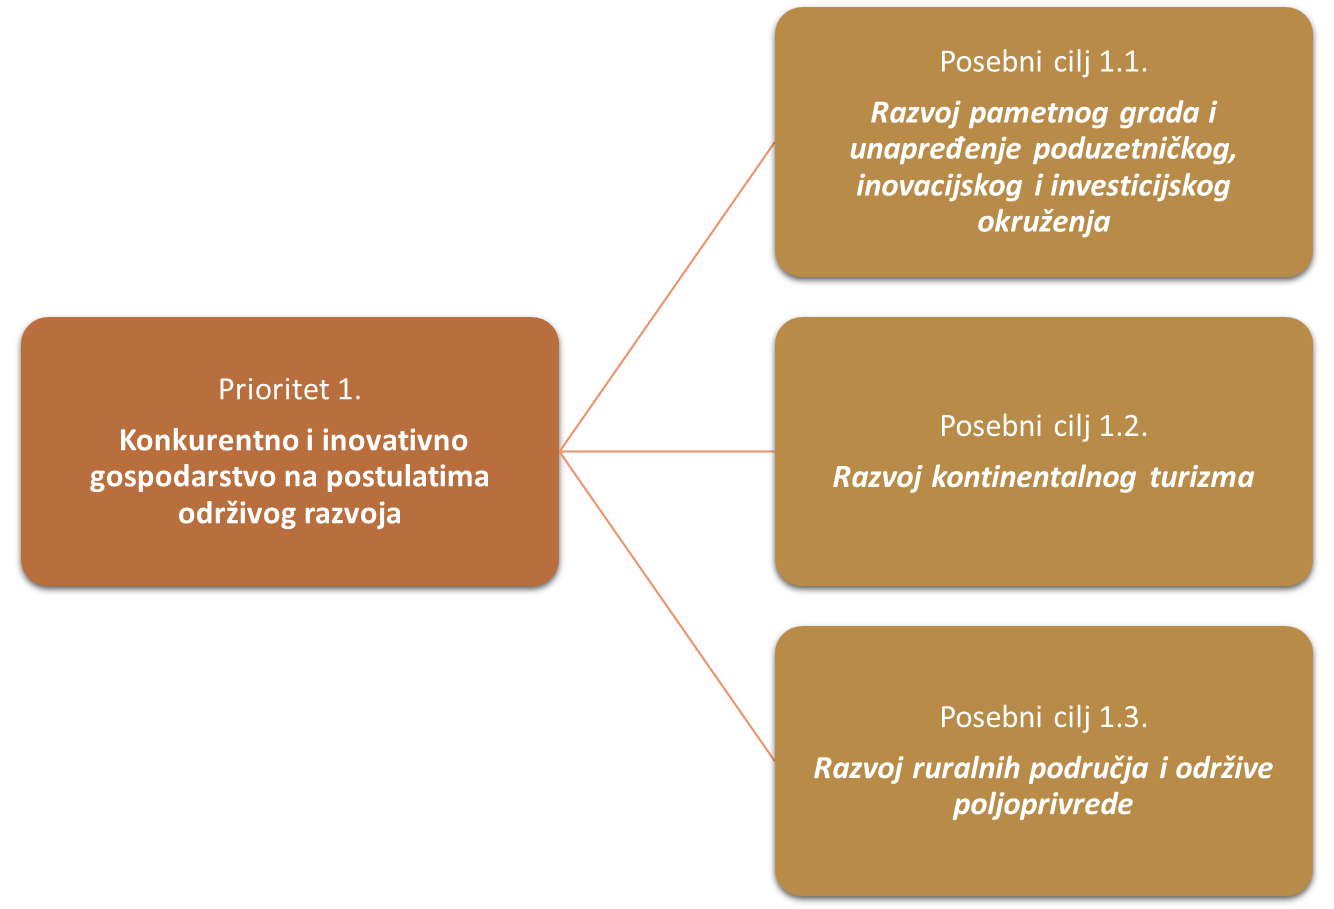 Prioritet 1.
Konkurentno i inovativno
gospodarstvo na postulatima
održivog razvoja
Posebni cilj 1.1.
Razvoj pametnog grada i
unapređenje poduzetničkog,
inovacijskog i investicijskog
okruženja
Posebni cilj 1.2.
Razvoj kontinentalnog turizma
Posebni cilj 1.3.
Razvoj ruralnih područja i održive
poljoprivrede